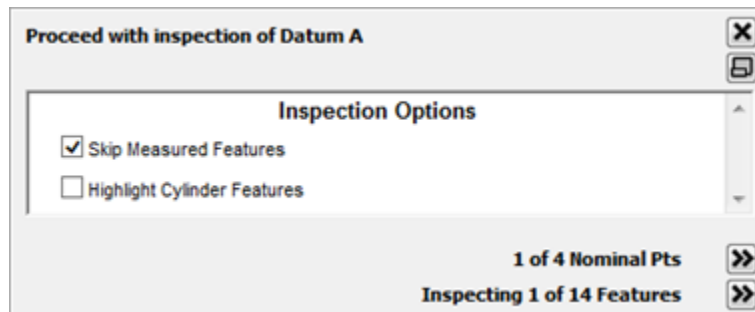 Proceed with inspection of Datum A
Inspection Options
Skip Measured Features
Highlight Cylinder Features
1 of 4 Nominal Pts
Inspecting 1 of 14 Features